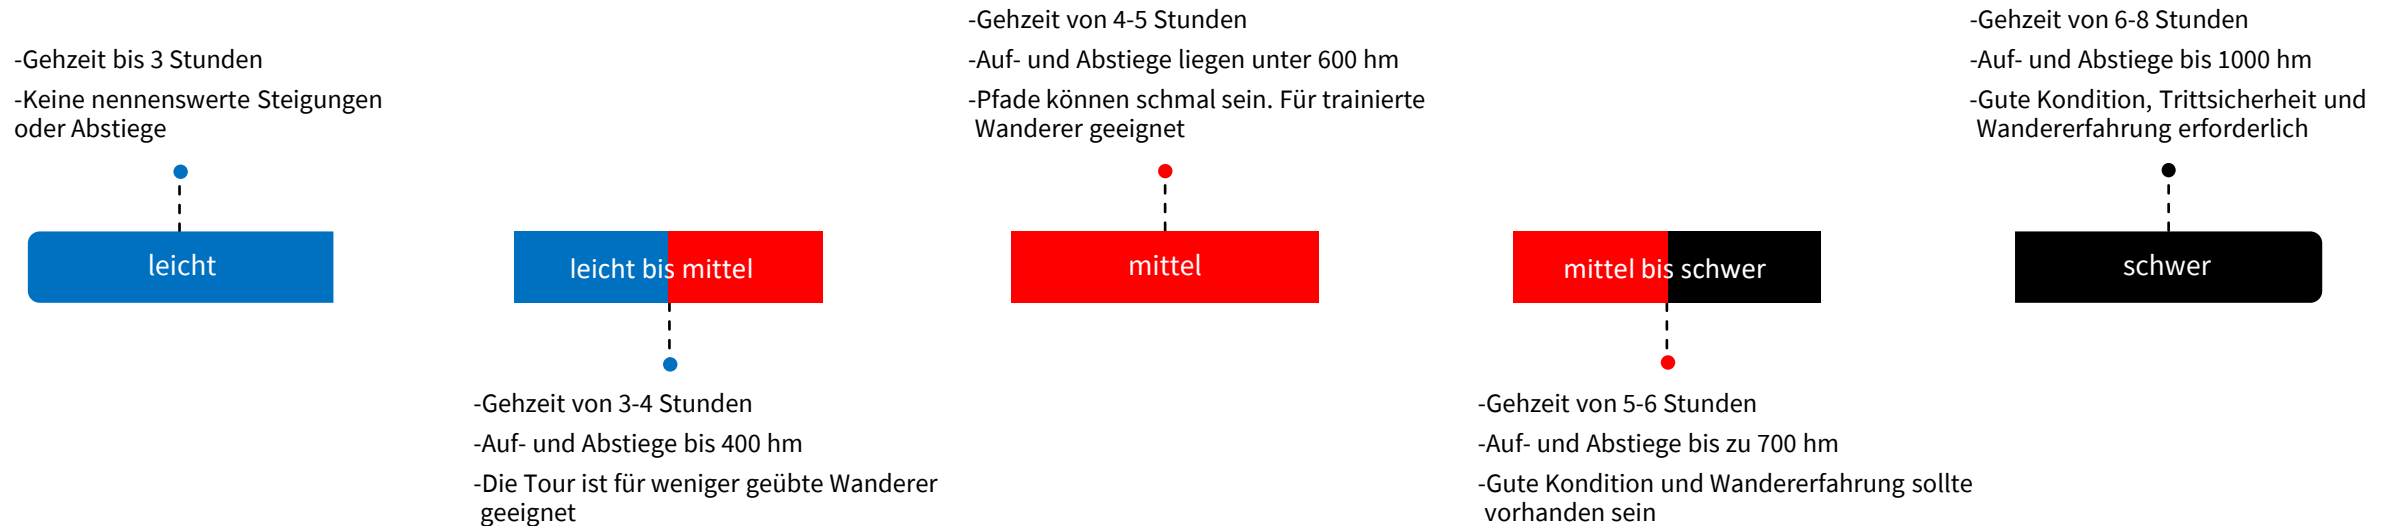 -Gehzeit bis 3 Stunden
-Keine nennenswerte Steigungen
oder Abstiege
leicht
leicht bis mittel
-Gehzeit von 3-4 Stunden
-Auf- und Abstiege bis 400 hm
-Die Tour ist für weniger geübte Wanderer
geeignet
-Gehzeit von 4-5 Stunden
-Auf- und Abstiege liegen unter 600 hm
-Pfade können schmal sein. Für trainierte
Wanderer geeignet
mittel
mittel bis schwer
-Gehzeit von 5-6 Stunden
-Auf- und Abstiege bis zu 700 hm
-Gute Kondition und Wandererfahrung sollte
vorhanden sein
-Gehzeit von 6-8 Stunden
-Auf- und Abstiege bis 1000 hm
-Gute Kondition, Trittsicherheit und
Wandererfahrung erforderlich
schwer